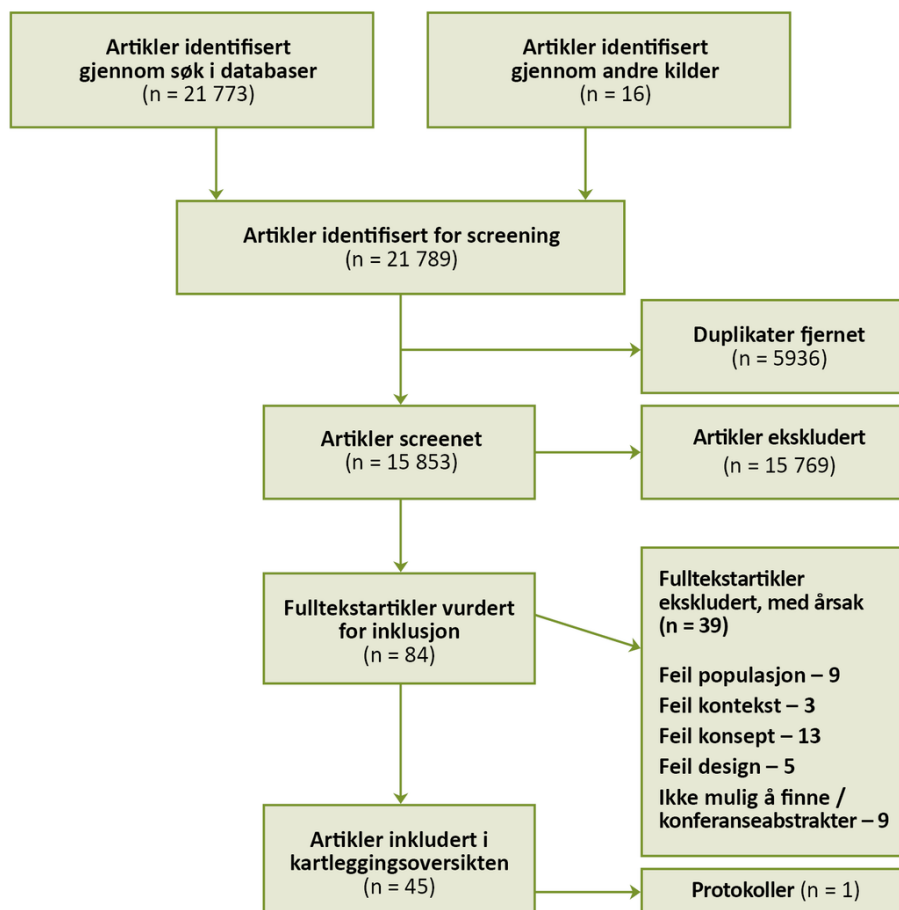 Artikler identifisert
gjennom søk i databaser
(n = 21 773)
Artikler identifisert
gjennom andre kilder
(n = 16)
Artikler identifisert for screening
(n = 21 789)
Duplikater fjernet
(n = 5936)
Artikler screenet
(n = 15 853)
Artikler ekskludert
(n = 15 769)
Fulltekstartikler vurdert
for inklusjon
(n = 84)
Fulltekstartikler
ekskludert, med årsak
(n = 39)
Feil populasjon – 9
Feil kontekst – 3
Feil konsept – 13
Feil design – 5
Ikke mulig å finne /
konferanseabstrakter – 9
Artikler inkludert i
kartleggingsoversikten
(n = 45)
Protokoller (n = 1)